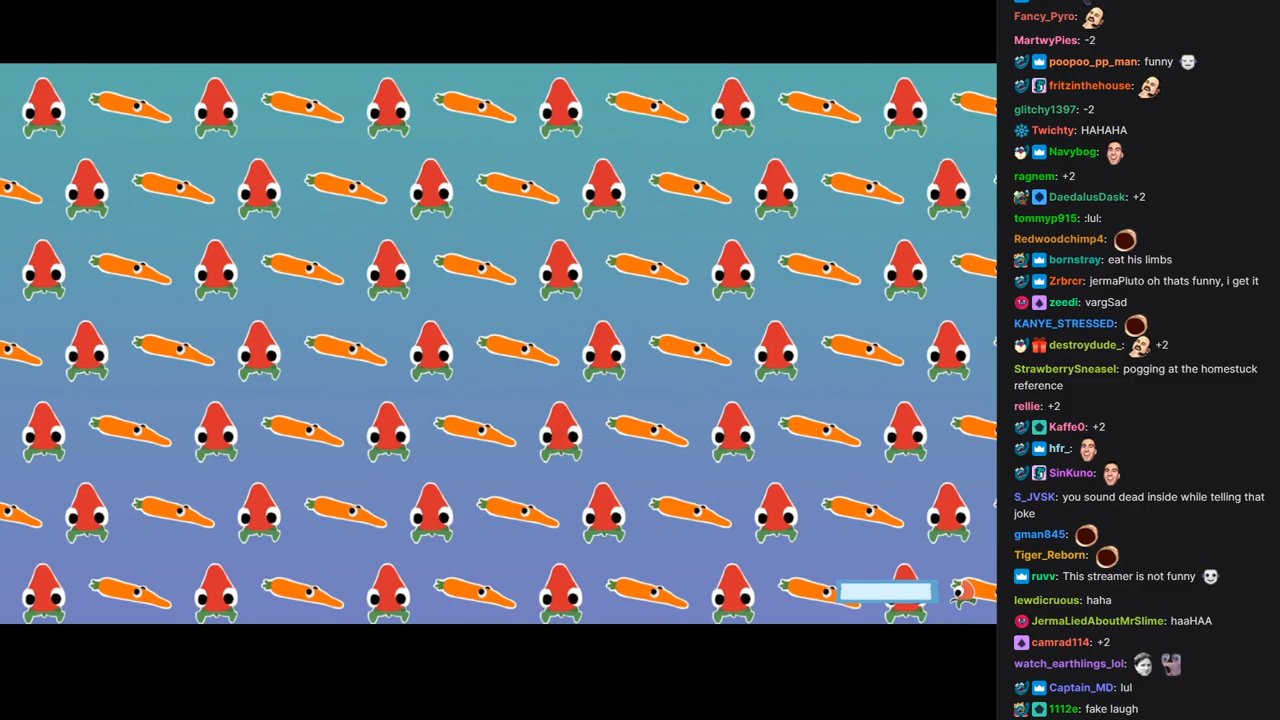 Fancy_Pyro:
MartwyPies: -2
poopoo_pp_man: funny
fritzinthehouse:
glitchy1397: -2
Twichty: HAHAHA
Navybog:
ragnem: +2
DaedalusDask: +2
tommyp915: :lul:
Redwoodchimp4:
bornstray: eat his limbs
Zrbrcr: jermaPluto oh thats funny, i get it
zeedi: vargSad
KANYE_STRESSED:
destroydude_: +2
StrawberrySneasel: pogging at the homestuck
reference
rellie: +2
Kaffe0: +2
hfr_:
SinKuno:
S_JVSK: you sound dead inside while telling that
joke
gman845:
Tiger_Reborn:
ruvv: This streamer is not funny
lewdicruous: haha
JermaLiedAboutMrSlime: haaHAA
camrad114: +2
watch_earthlings_lol:
Captain_MD: lul
1112e: fake laugh